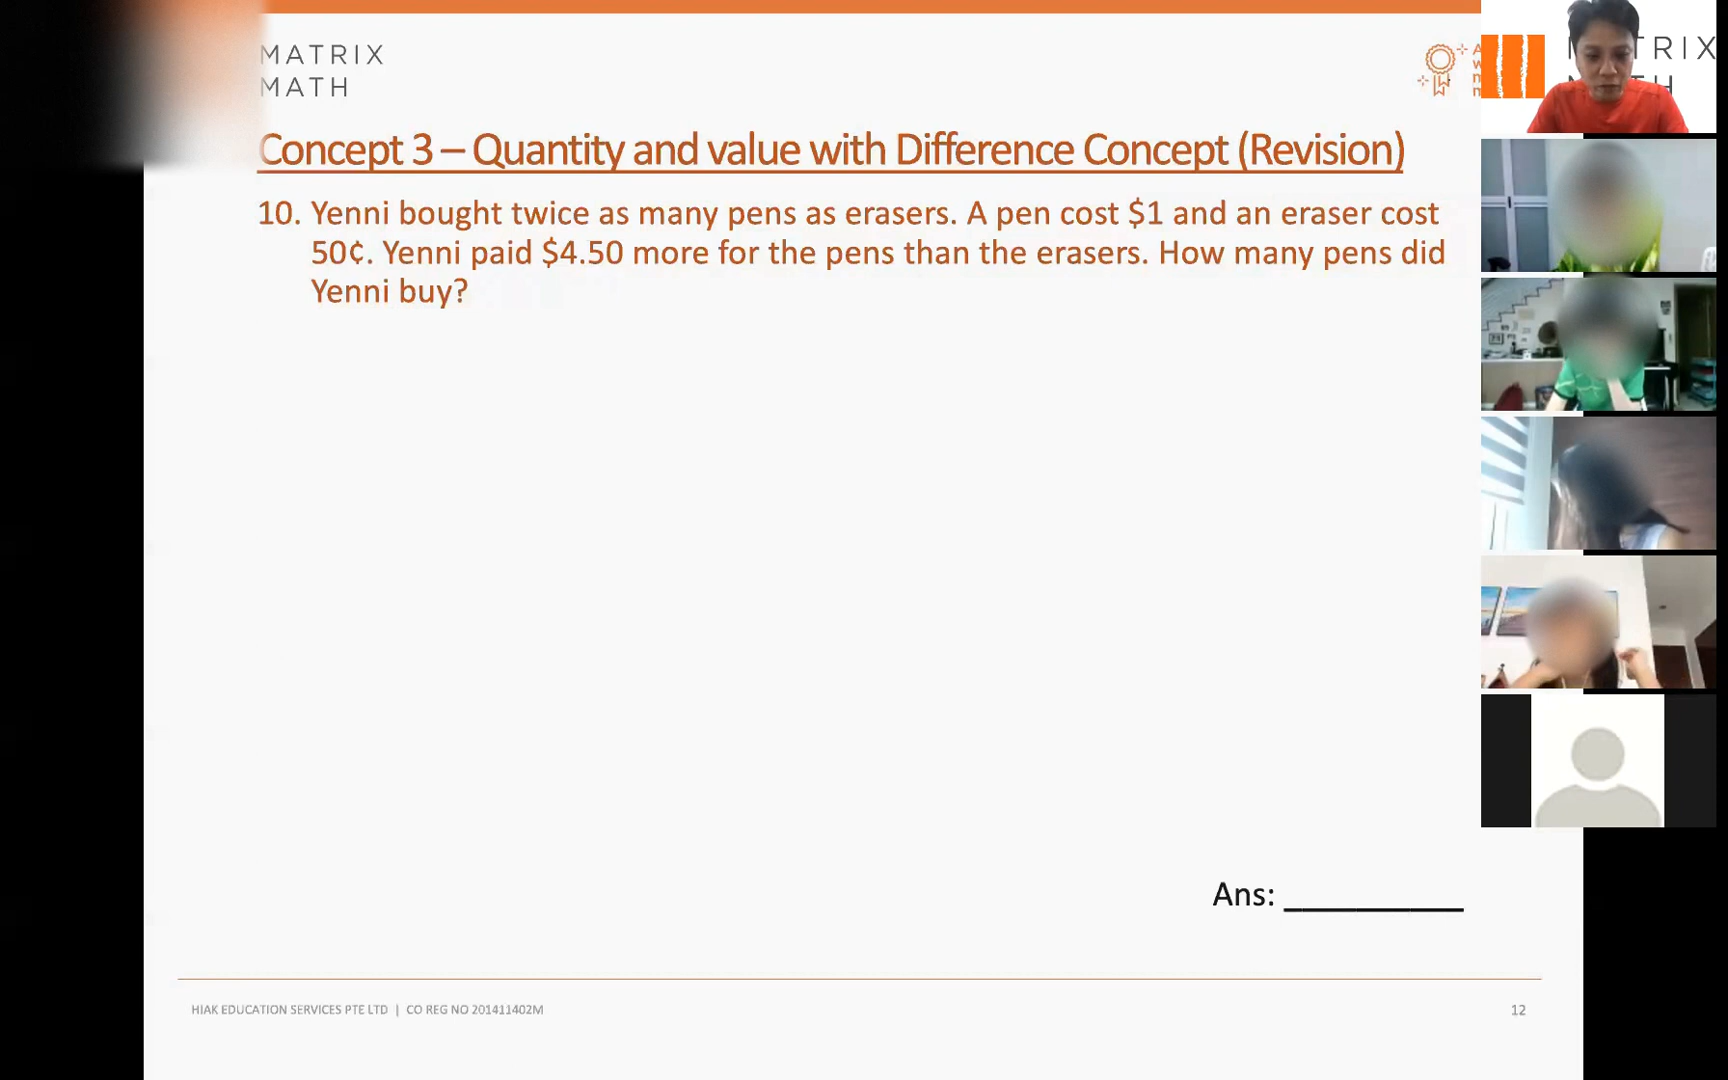 MATRIX
MATH
TRIX
Concept 3 – Quantity and value with Difference Concept (Revision)
10. Yenni bought twice as many pens as erasers. A pen cost $1 and an eraser cost
50¢. Yenni paid $4.50 more for the pens than the erasers. How many pens did
Yenni buy?
Ans: __________
HIAK EDUCATION SERVICES PTE LTD | CO REG NO 201411402M
12